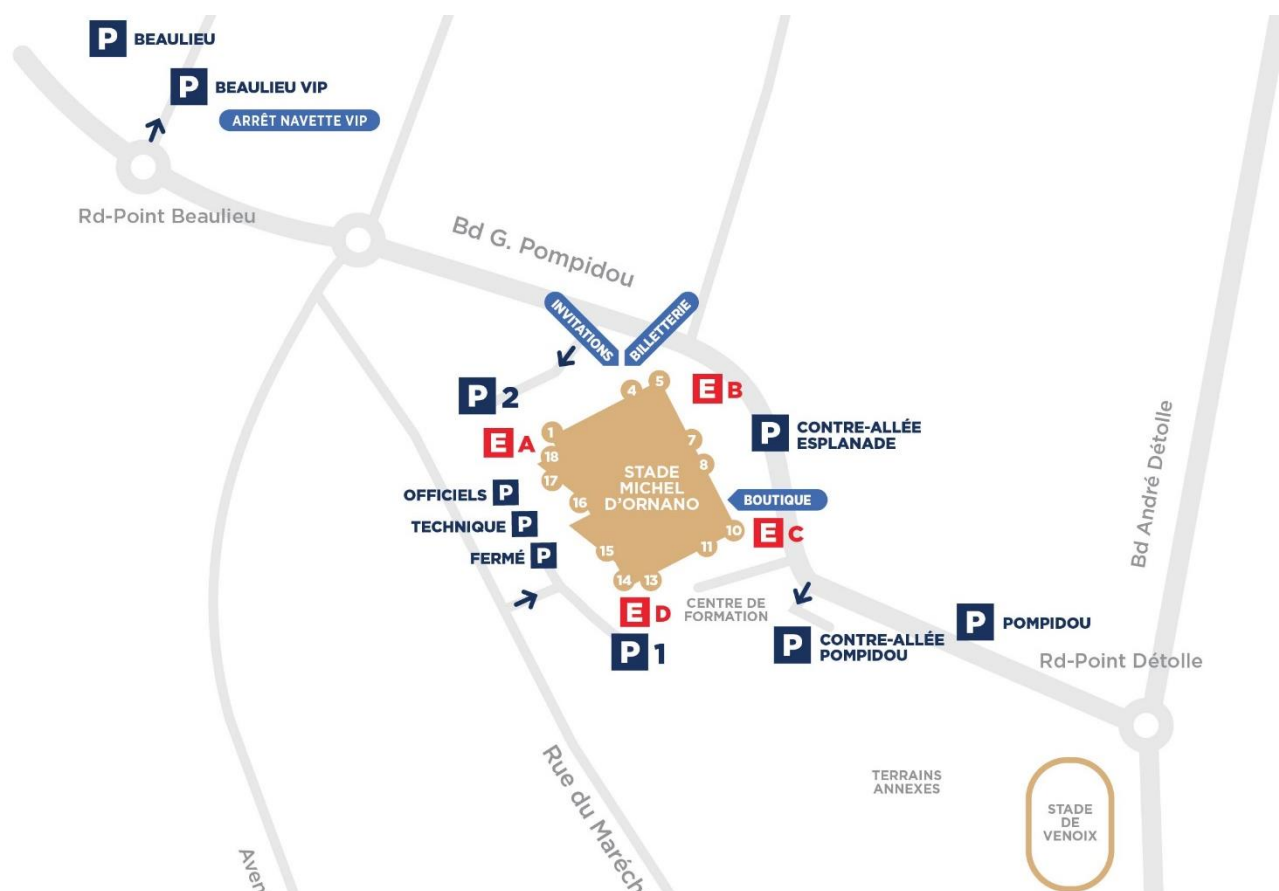 P BEAULIEU
P BEAULIEU VIP
ARRÊT NAVETTE VIP
Rd-Point Beaulieu
Bd G. Pompidou
INVITATIONS
BILLETTERIE
P 2
E A
E B
P CONTRE-ALLÉE
ESPLANADE
1
4
5
7
8
10
11
13
14
15
16
17
18
STADE
MICHEL
D'ORNANO
BOUTIQUE
OFFICIELS P
TECHNIQUE P
FERMÉ P
E C
E D
P 1
CENTRE DE
FORMATION
P CONTRE-ALLÉE
POMPIDOU
P POMPIDOU
Bd André Détolle
Rd-Point Détolle
Rue du Maréch
Aven
TERRAINS
ANNEXES
STADE
DE
VENOIX